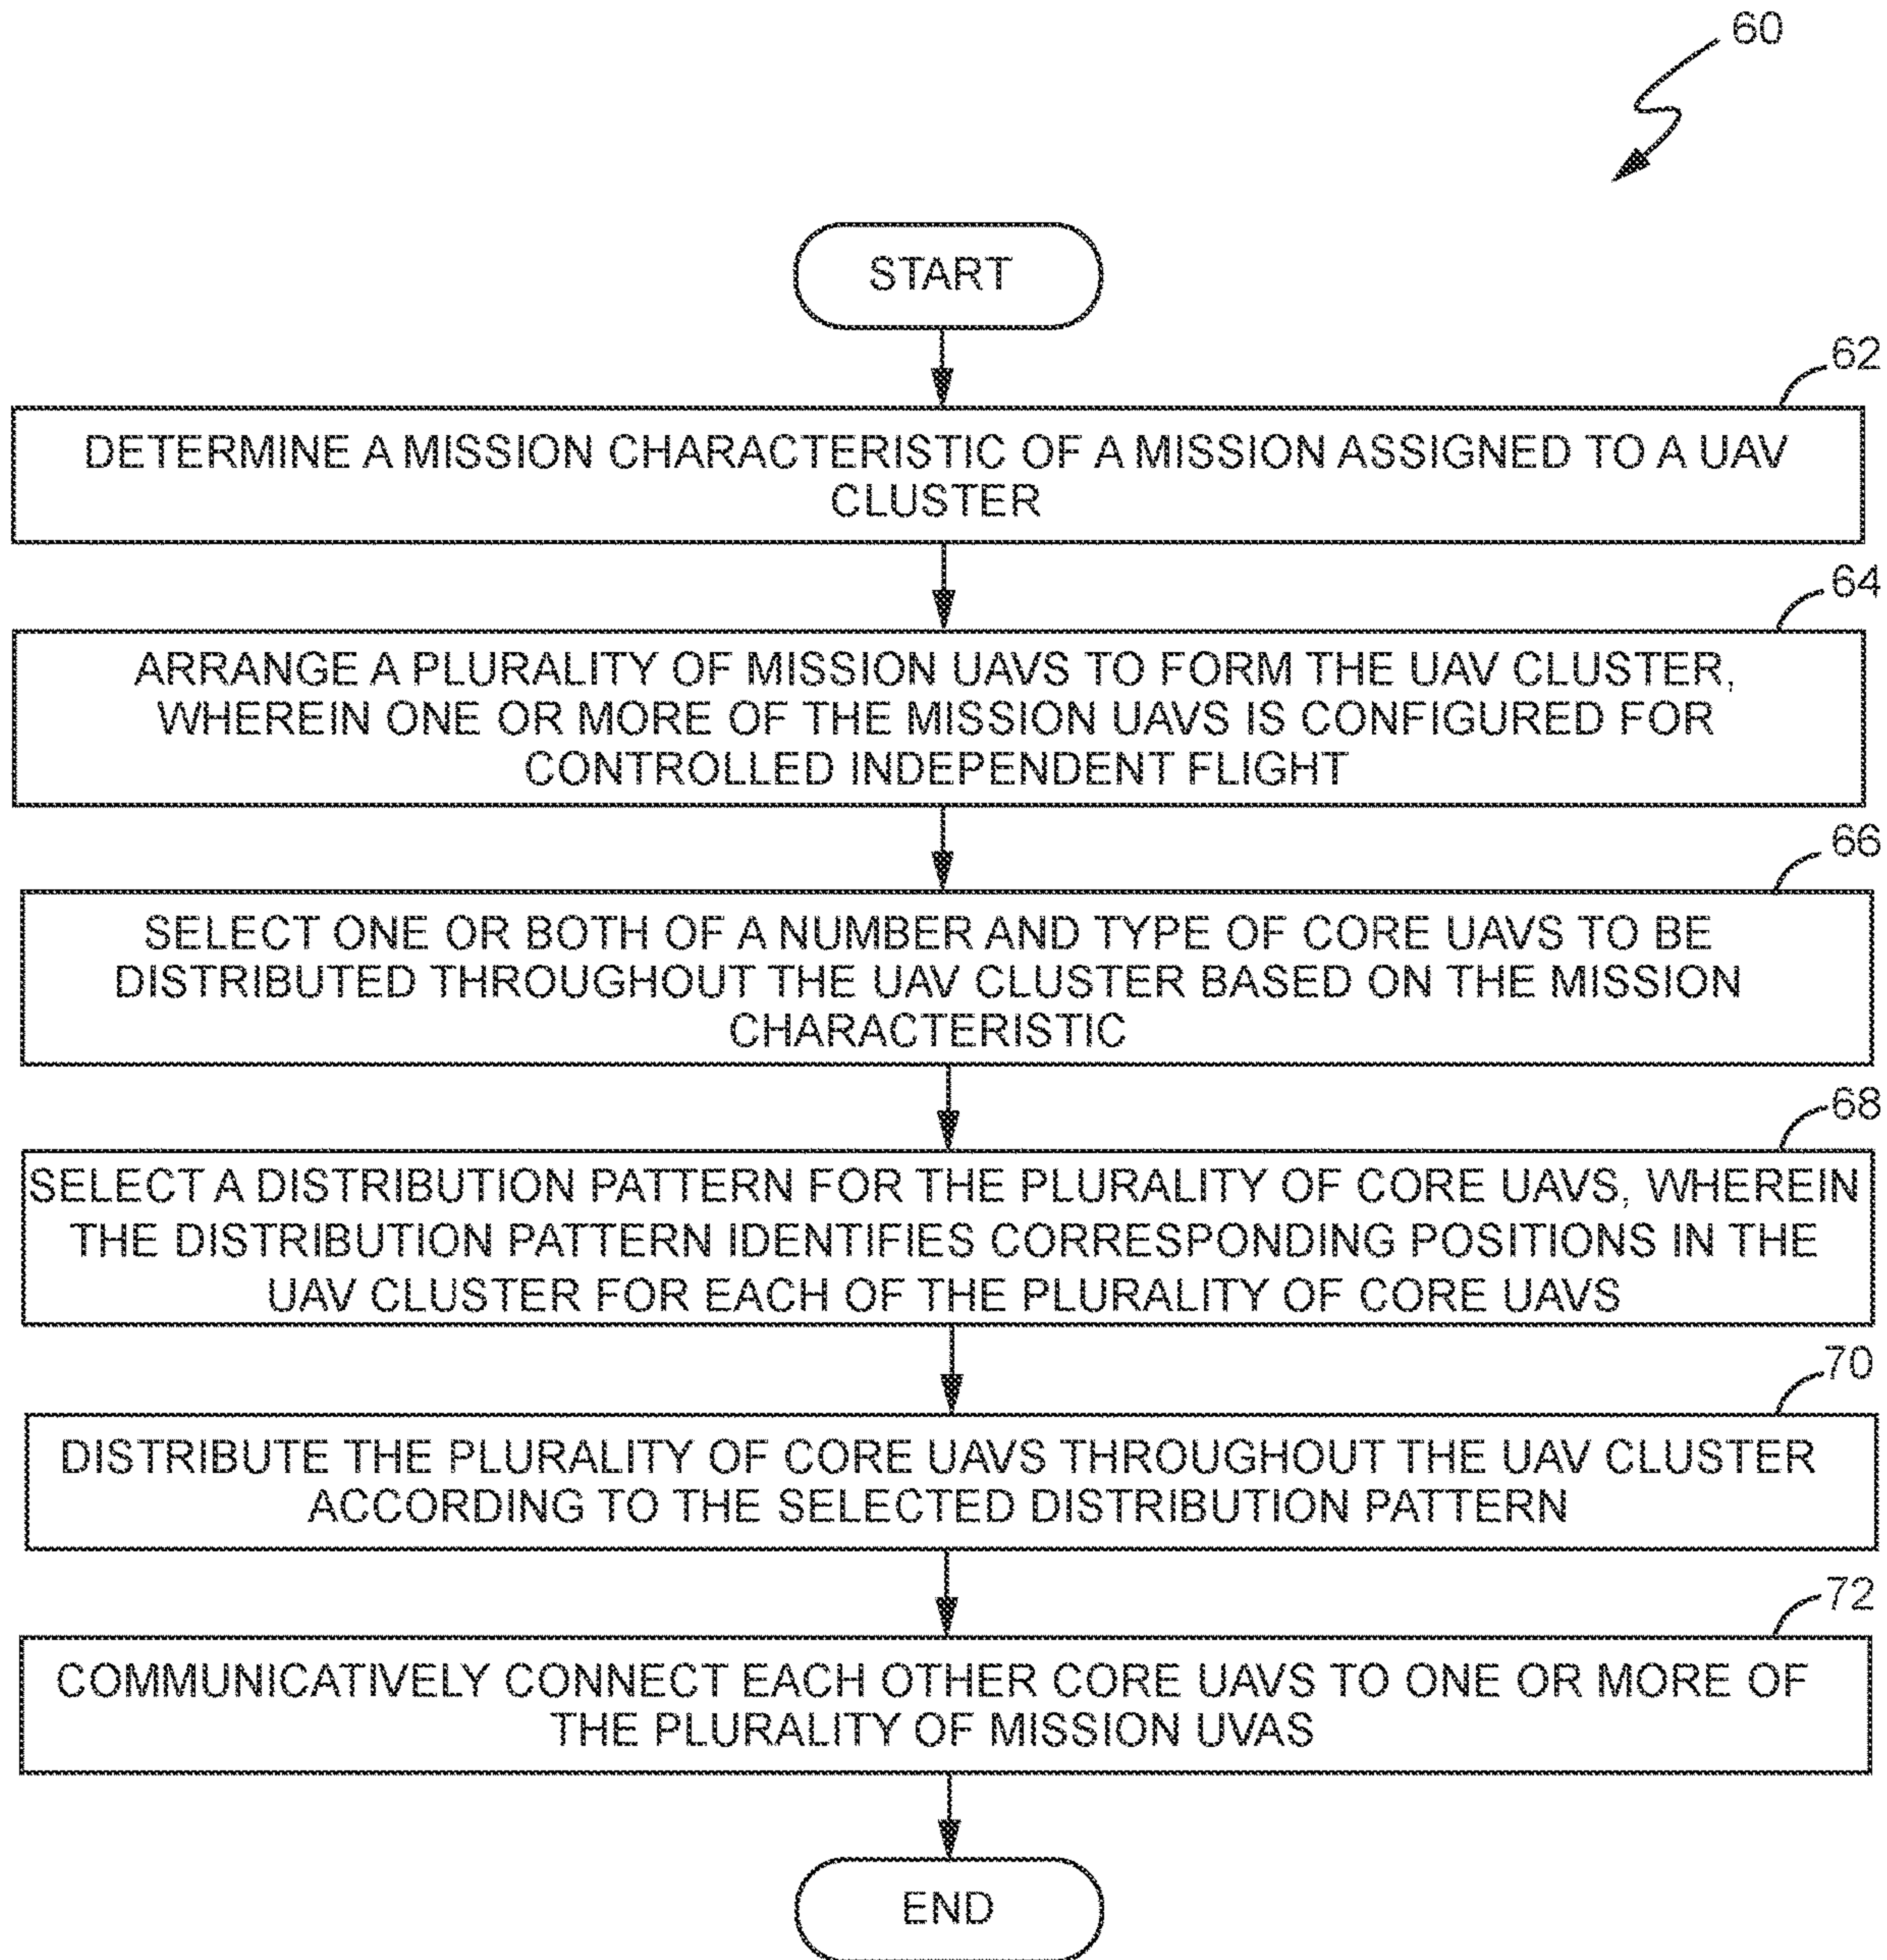 60
START
62
DETERMINE A MISSION CHARACTERISTIC OF A MISSION ASSIGNED TO A UAV
CLUSTER
64
ARRANGE A PLURALITY OF MISSION UAVS TO FORM THE UAV CLUSTER,
WHEREIN ONE OR MORE OF THE MISSION UAVS IS CONFIGURED FOR
CONTROLLED INDEPENDENT FLIGHT
66
SELECT ONE OR BOTH OF A NUMBER AND TYPE OF CORE UAVS TO BE
DISTRIBUTED THROUGHOUT THE UAV CLUSTER BASED ON THE MISSION
CHARACTERISTIC
68
SELECT A DISTRIBUTION PATTERN FOR THE PLURALITY OF CORE UAVS, WHEREIN
THE DISTRIBUTION PATTERN IDENTIFIES CORRESPONDING POSITIONS IN THE
UAV CLUSTER FOR EACH OF THE PLURALITY OF CORE UAVS
70
DISTRIBUTE THE PLURALITY OF CORE UAVS THROUGHOUT THE UAV CLUSTER
ACCORDING TO THE SELECTED DISTRIBUTION PATTERN
72
COMMUNICATIVELY CONNECT EACH OTHER CORE UAVS TO ONE OR MORE OF
THE PLURALITY OF MISSION UVAS
END